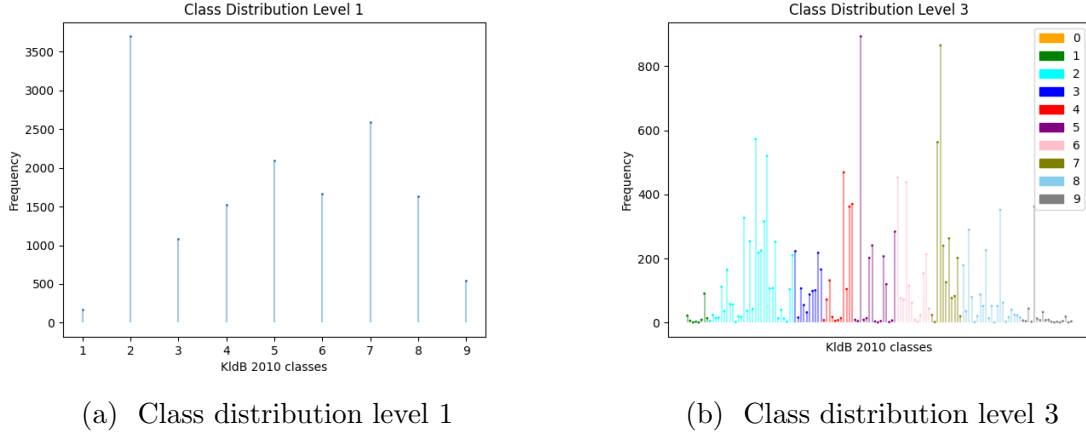 Class Distribution Level 1
3500
3000
2500
2000
1500
1000
500
0
Frequency
1 2 3 4 5 6 7 8 9
KldB 2010 classes
(a) Class distribution level 1
Class Distribution Level 3
800
600
400
200
0
Frequency
0
1
2
3
4
5
6
7
8
9
KldB 2010 classes
(b) Class distribution level 3